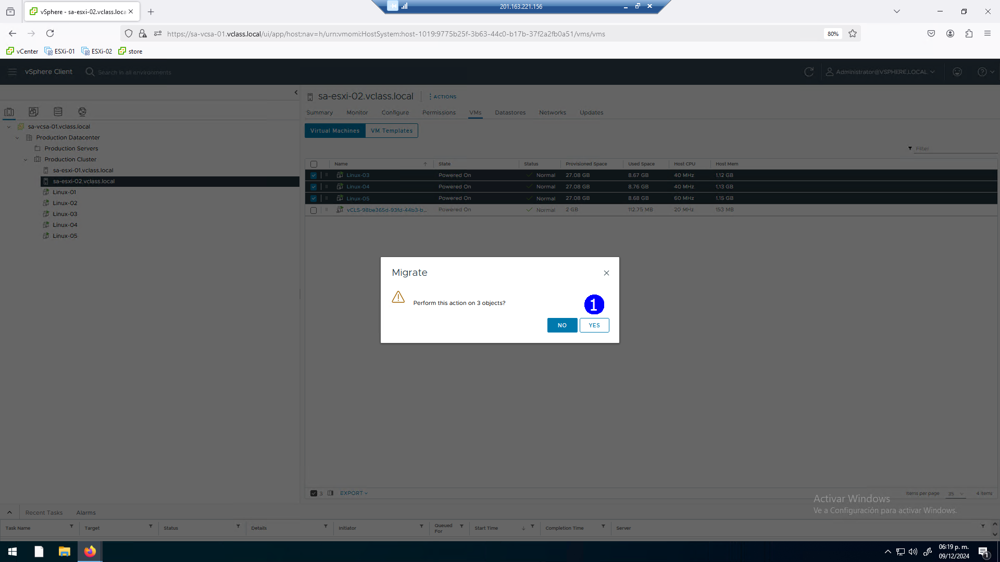 vSphere - sa-esxi-02.vclass.loca
201.163.221.156
https://sa-vcsa-01.vclass.local/ui/app/host;nav=h/urn:vmomi:HostSystem:host-1019:9775b25f-3b63-44c0-b17b-37f2a2fb0a51/vms/vms
80%
vCenter ESXi-01 ESXi-02 store
vSphere Client Search in all environments Administrator@VSPHERE.LOCAL
sa-esxi-02.vclass.local ACTIONS
Summary Monitor Configure Permissions VMs Datastores Networks Updates
sa-vcsa-01.vclass.local
Production Datacenter
Production Servers
Production Cluster
sa-esxi-01.vclass.local
sa-esxi-02.vclass.local
Linux-01
Linux-02
Linux-03
Linux-04
Linux-05
Virtual Machines VM Templates
Filter
Name State Status Provisioned Space Used Space Host CPU Host Mem
Linux-03 Powered On Normal 27.08 GB 8.67 GB 40 MHz 1.12 GB
Linux-04 Powered On Normal 27.08 GB 8.76 GB 40 MHz 1.13 GB
Linux-05 Powered On Normal 27.08 GB 8.68 GB 60 MHz 1.15 GB
vCLS-98be365d-93fd-44b3-b... Powered On Normal 2 GB 112.75 MB 20 MHz 153 MB
Migrate
Perform this action on 3 objects?
1
NO YES
3 EXPORT Items per page 35 4 items
Activar Windows
Ve a Configuración para activar Windows.
Recent Tasks Alarms
Task Name Target Status Details Initiator Queued For Start Time Completion Time Server
06:19 p. m.
09/12/2024
1